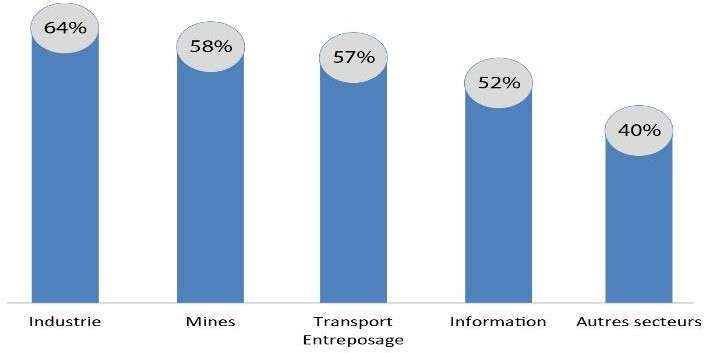 64%
58%
57%
52%
40%
Industrie
Mines
Transport
Entreposage
Information
Autres secteurs